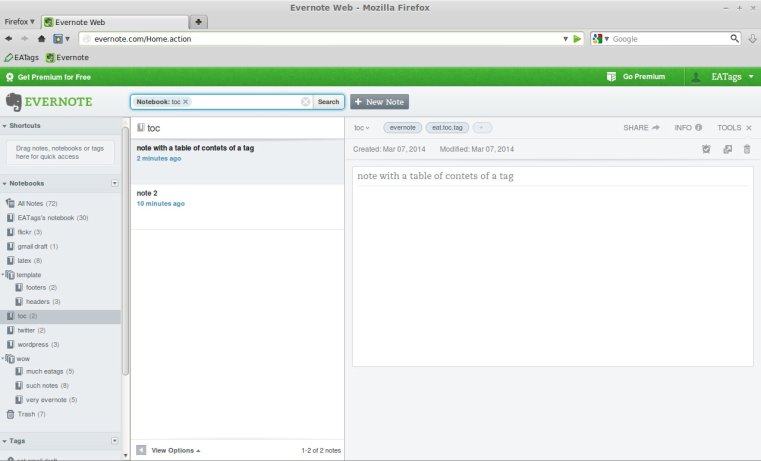 Evernote Web - Mozilla Firefox
Firefox
Evernote Web
evernote.com/Home.action
Google
EATags
Evernote
Get Premium for Free
Go Premium
EATags
EVERNOTE
Notebook: toc
Search
+ New Note
Shortcuts
Drag notes, notebooks or tags
here for quick access
Notebooks
All Notes (72)
EATags's notebook (30)
flickr (3)
gmail draft (1)
latex (8)
template
footers (2)
headers (3)
toc (2)
twitter (2)
wordpress (3)
wow
much eatags (5)
such notes (8)
very evernote (5)
Trash (7)
Tags
toc
note with a table of contets of a tag
2 minutes ago
note 2
10 minutes ago
View Options
1-2 of 2 notes
toc
evernote
eat.toc.tag
+
SHARE
INFO
TOOLS
Created: Mar 07, 2014
Modified: Mar 07, 2014
note with a table of contets of a tag